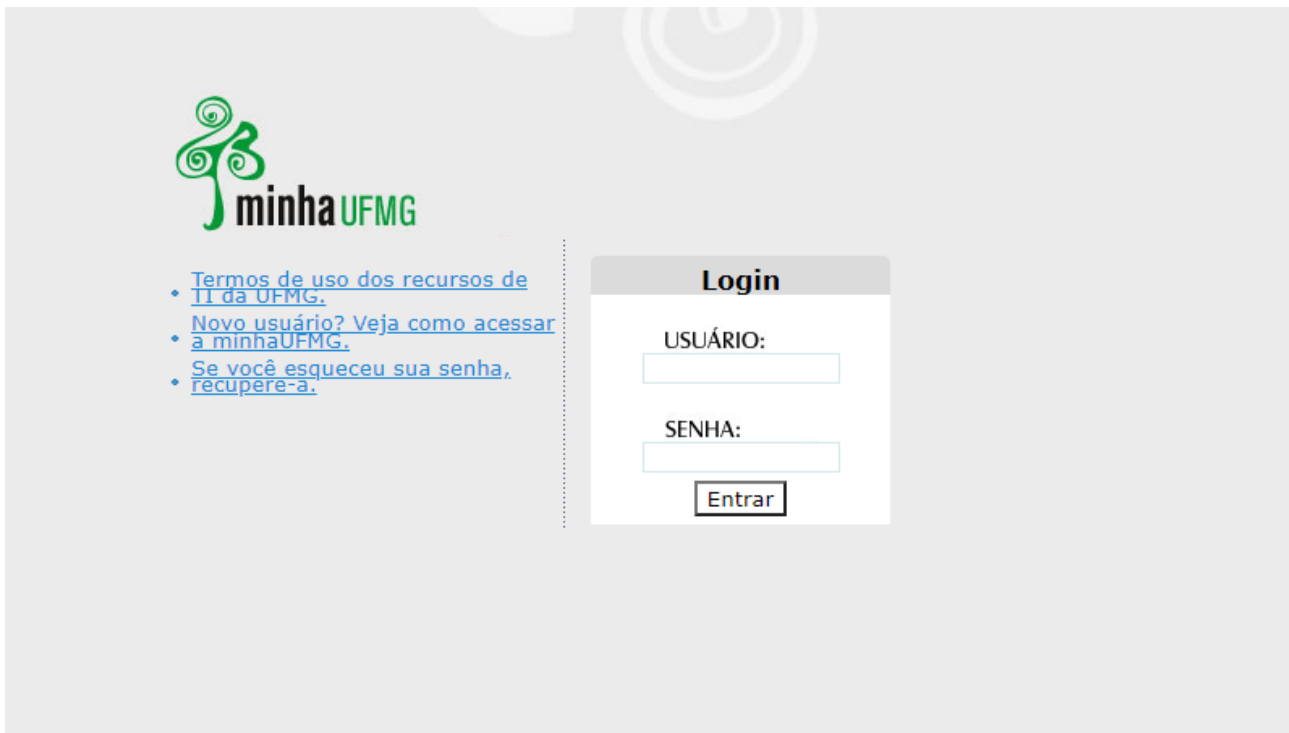 minhaUFMG
Termos de uso dos recursos de
TI da UFMG.
Novo usuário? Veja como acessar
a minhaUFMG.
Se você esqueceu sua senha,
recupere-a.
Login
USUÁRIO:
SENHA:
Entrar